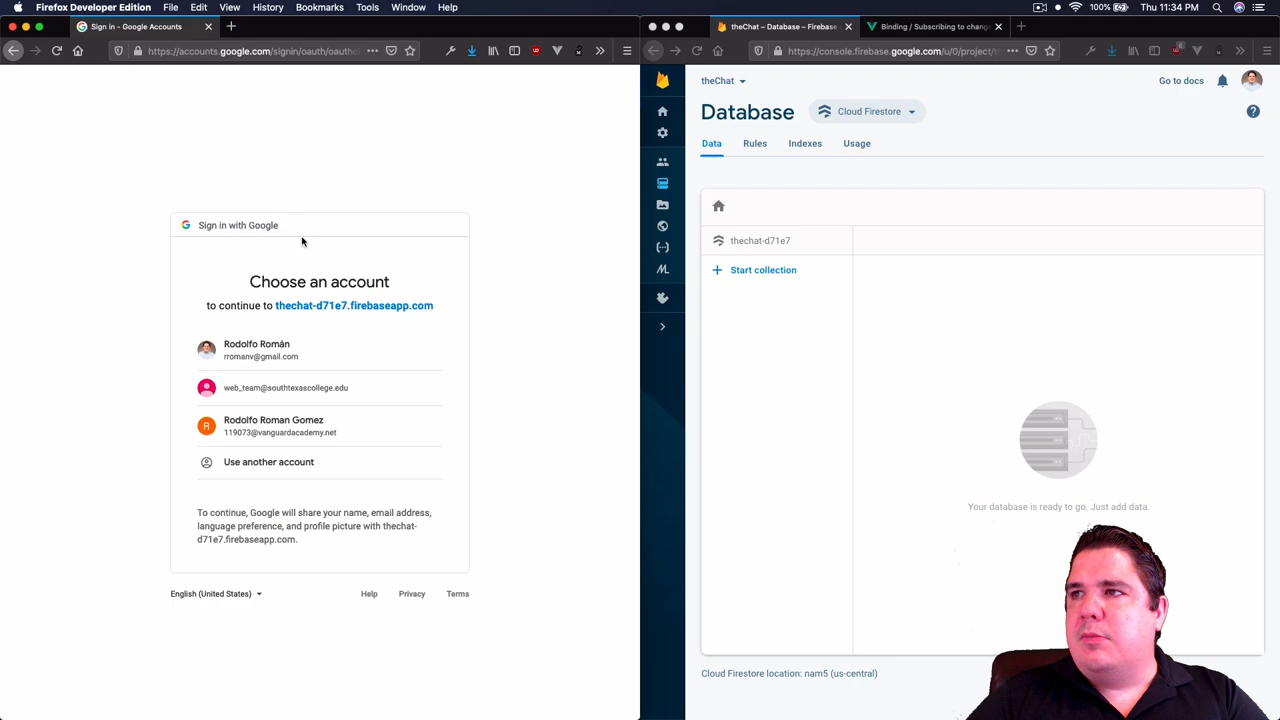 Firefox Developer Edition File Edit View History Bookmarks Tools Window Help
100% Thu 11:34 PM
Sign in - Google Accounts
https://accounts.google.com/signin/oauth/oauthc
Sign in with Google
Choose an account
to continue to thechat-d71e7.firebaseapp.com
Rodolfo Román
rromanv@gmail.com
web_team@southtexascollege.edu
Rodolfo Roman Gomez
R
119073@vanguardacademy.net
Use another account
To continue, Google will share your name, email address,
language preference, and profile picture with thechat-
d71e7.firebaseapp.com.
English (United States) Help Privacy Terms
theChat – Database – Firebase
Binding / Subscribing to change
https://console.firebase.google.com/u/0/project/th
theChat
Go to docs
Database Cloud Firestore
Data Rules Indexes Usage
thechat-d71e7
Start collection
Your database is ready to go. Just add data.
Cloud Firestore location: nam5 (us-central)